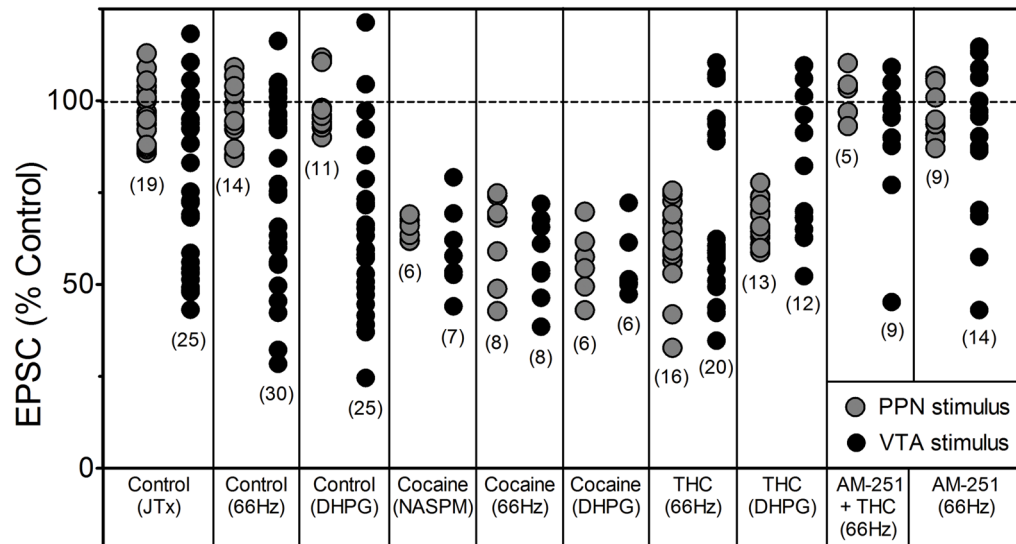 EPSC (% Control)
100
50
0
(19)
(25)
(14)
(30)
(11)
(25)
(6)
(7)
(8)
(8)
(6)
(6)
(16)
(20)
(13)
(12)
(5)
(9)
(9)
(14)
PPN stimulus
VTA stimulus
Control
(JTx)
Control
(66Hz)
Control
(DHPG)
Cocaine
(NASPM)
Cocaine
(66Hz)
Cocaine
(DHPG)
THC
(66Hz)
THC
(DHPG)
AM-251
+ THC
(66Hz)
AM-251
(66Hz)